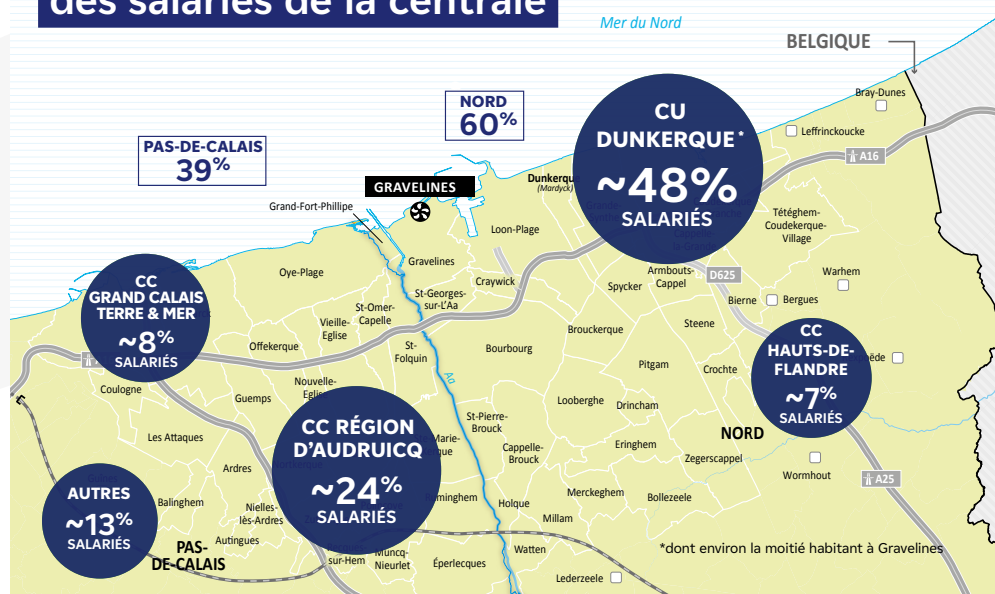 des salariés de la centrale
Mer du Nord
BELGIQUE
Bray-Dunes
Leffrinckoucke
A16
NORD
60%
PAS-DE-CALAIS
39%
CU
DUNKERQUE*
~48%
SALARIÉS
GRAVELINES
Dunkerque
(Mardyck)
Grand-Fort-Phillipe
Loon-Plage
Tétéghem-
Coudekerque-
Village
Gravelines
Oye-Plage
Craywick
Armbouts-
Cappel
Spycker
D625
Warhem
Bierne
Bergues
CC
GRAND CALAIS
TERRE & MER
~8%
SALARIÉS
St-Omer-
Capelle
St-Georges-
sur-L'Aa
Vieille-
Eglise
Offekerque
St-
Folquin
Bourbourg
Brouckerque
Steene
Pitgam
Crochte
CC
HAUTS-DE-
FLANDRE
~7%
SALARIÉS
Aa
Coulogne
Guemps
Nouvelle-
Eglise
Looberghe
Drincham
NORD
CC RÉGION
D'AUDRUICQ
~24%
SALARIÉS
St-Pierre-
Brouck
Cappelle-
Brouck
Eringhem
Zegerscappel
Wormhout
A25
Les Attaques
Ardres
Balinghem
Nielles-
lès-Ardres
Autingues
AUTRES
~13%
SALARIÉS
PAS-
DE-CALAIS
Holque
Merckeghem
Bollezeele
Millam
Watten
Muncq-
Nieurlet
sur-Hem
Éperlecques
Lederzeele
*dont environ la moitié habitant à Gravelines